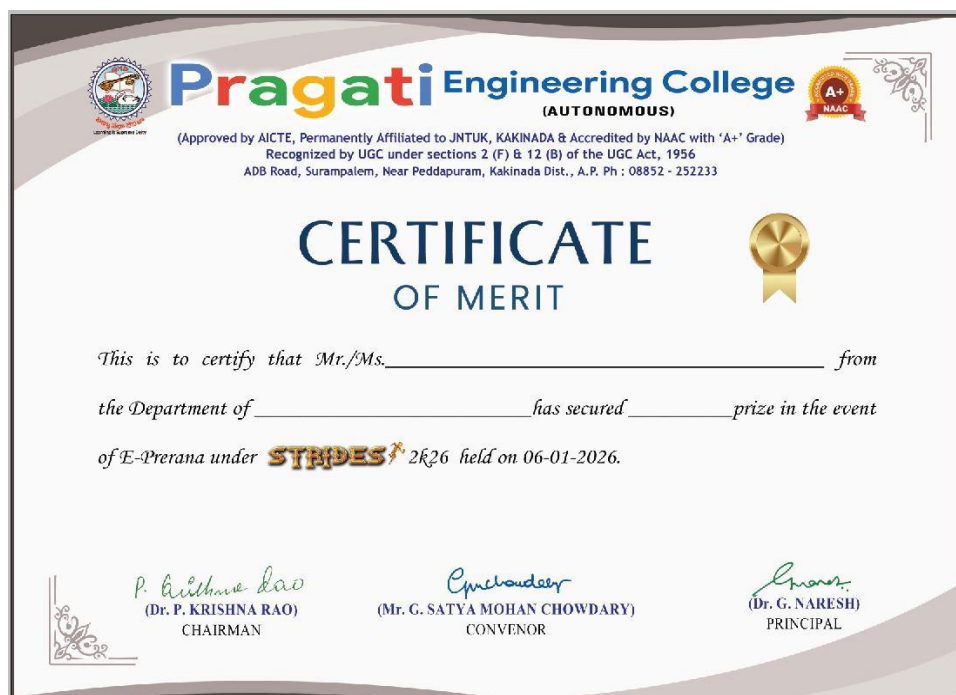 Pragati Engineering College
(AUTONOMOUS)
A+
NAAC
(Approved by AICTE, Permanently Affiliated to JNTUK, KAKINADA & Accredited by NAAC with ‘A+’ Grade)
Recognized by UGC under sections 2 (F) & 12 (B) of the UGC Act, 1956
ADB Road, Surampalem, Near Peddapuram, Kakinada Dist., A.P. Ph : 08852 - 252233
CERTIFICATE
OF MERIT
This is to certify that Mr./Ms.____________________ from
the Department of ____________________has secured __________prize in the event
of E-Prerana under STRIDES 2k26 held on 06-01-2026.
P. Krishna Rao
(Dr. P. KRISHNA RAO) (Mr. G. SATYA MOHAN CHOWDARY) (Dr. G. NARESH)
CHAIRMAN CONVENOR PRINCIPAL